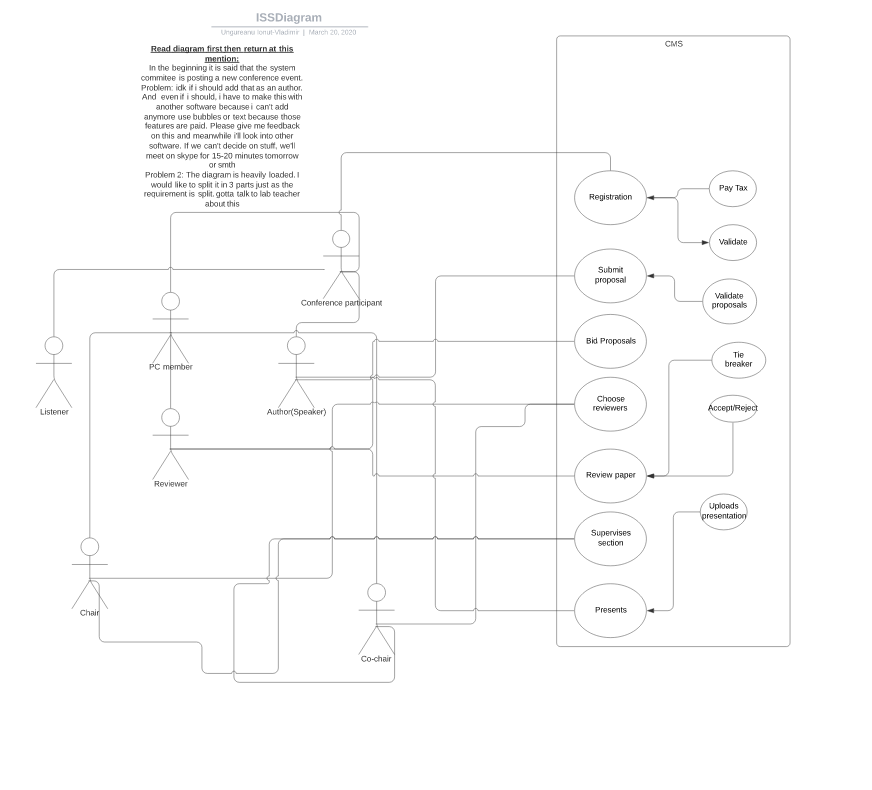 ISSDiagram
Ungureanu Ionut-Vladimir | March 20, 2020
Read diagram first then return at this
mention:
In the beginning it is said that the system
commitee is posting a new conference event.
Problem: idk if i should add that as an author.
And even if i should, i have to make this with
another software because i can't add
anymore use bubbles or text because those
features are paid. Please give me feedback
on this and meanwhile i'll look into other
software. If we can't decide on stuff, we'll
meet on skype for 15-20 minutes tomorrow
or smth
Problem 2: The diagram is heavily loaded. I
would like to split it in 3 parts just as the
requirement is split. gotta talk to lab teacher
about this
CMS
Registration
Pay Tax
Validate
Submit
proposal
Validate
proposals
Bid Proposals
Tie
breaker
Choose
reviewers
Accept/Reject
Review paper
Uploads
presentation
Supervises
section
Presents
Conference participant
PC member
Listener
Author(Speaker)
Reviewer
Chair
Co-chair